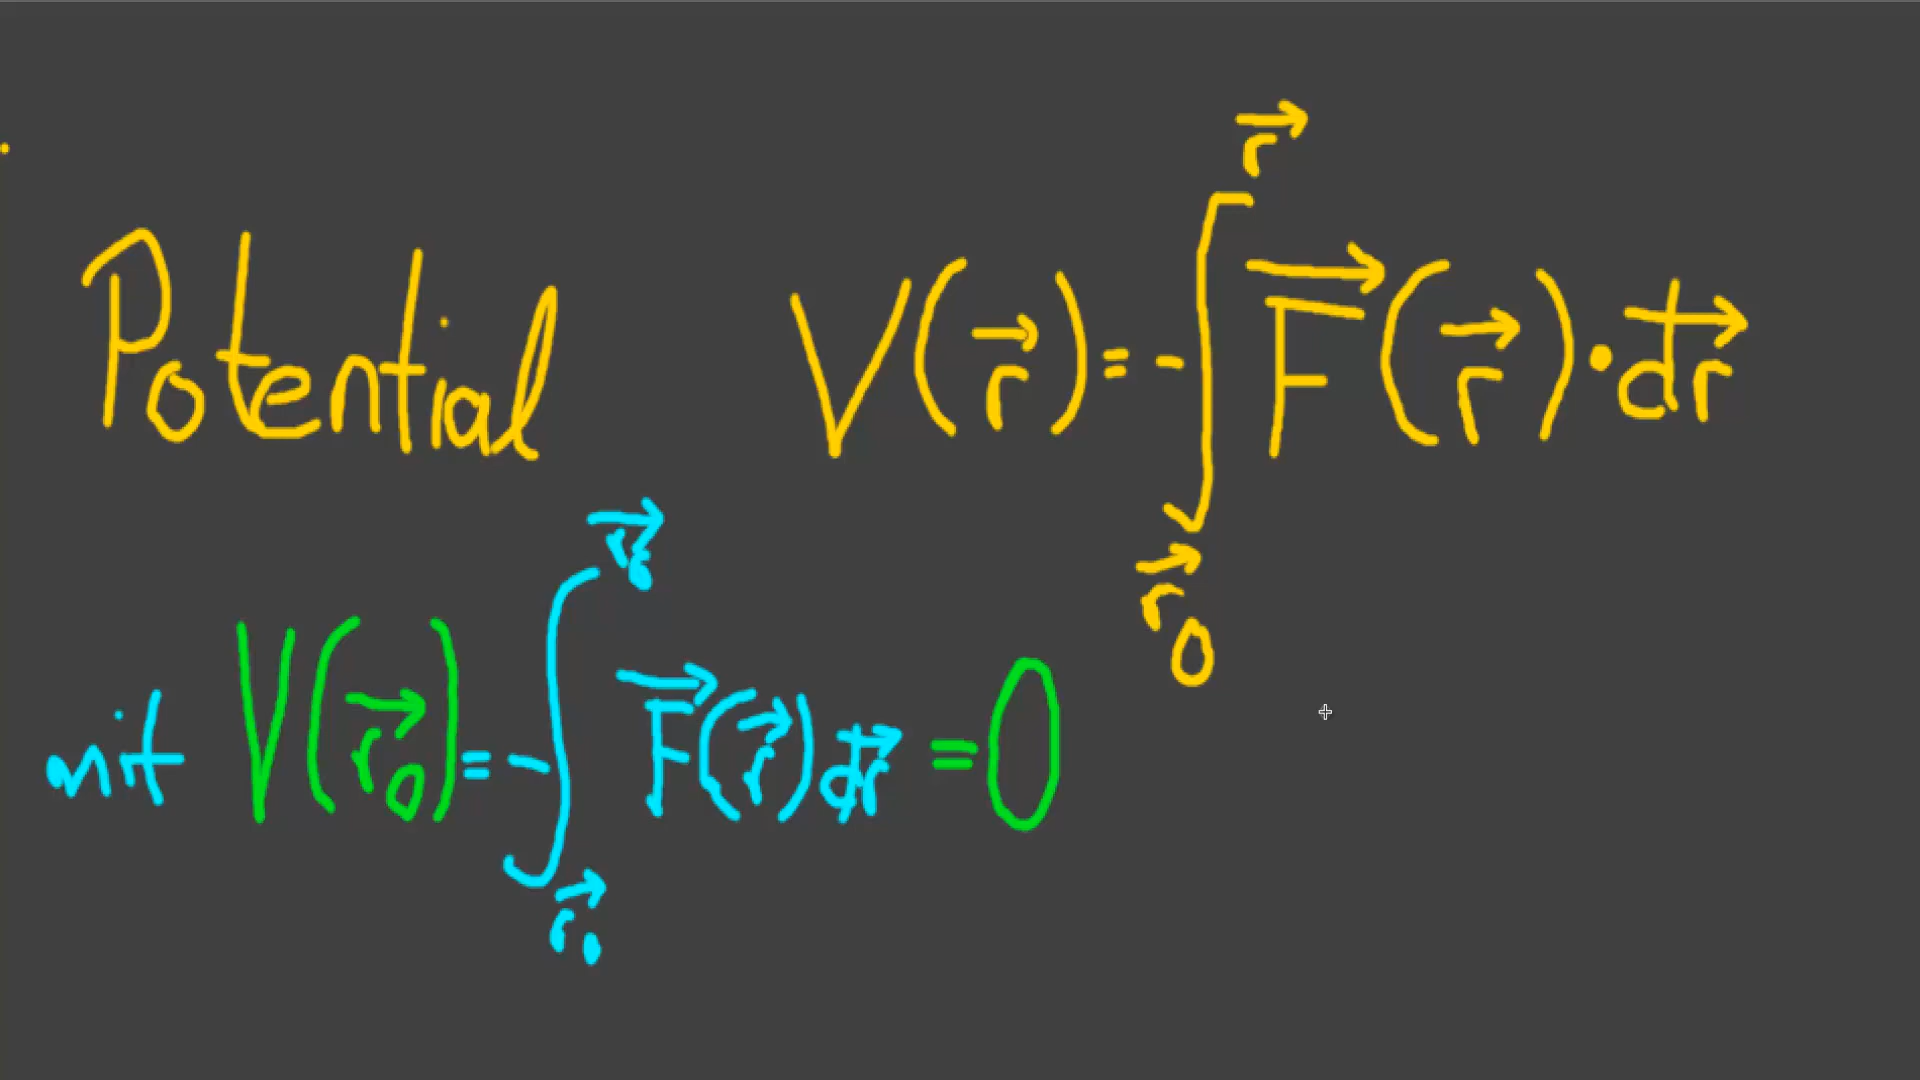 Potential V(r⃗) = - ∫_{r⃗₀}^{r⃗} F⃗(r⃗) · dr⃗
mit V(r⃗₀) = - ∫_{r⃗₀}^{r⃗₀} F⃗(r⃗) dr⃗ = 0